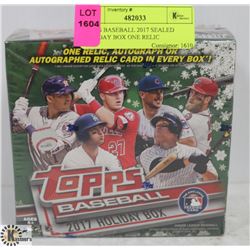 LOT
1604
Inventory #
482033
BASEBALL 2017 SEALED
DAY BOX ONE RELIC
Consignor: 1610
ONE RELIC, AUTOGRAPH OR
AUTOGRAPHED RELIC CARD IN EVERY BOX!
27
TOPPS
BASEBALL
2017 HOLIDAY BOX